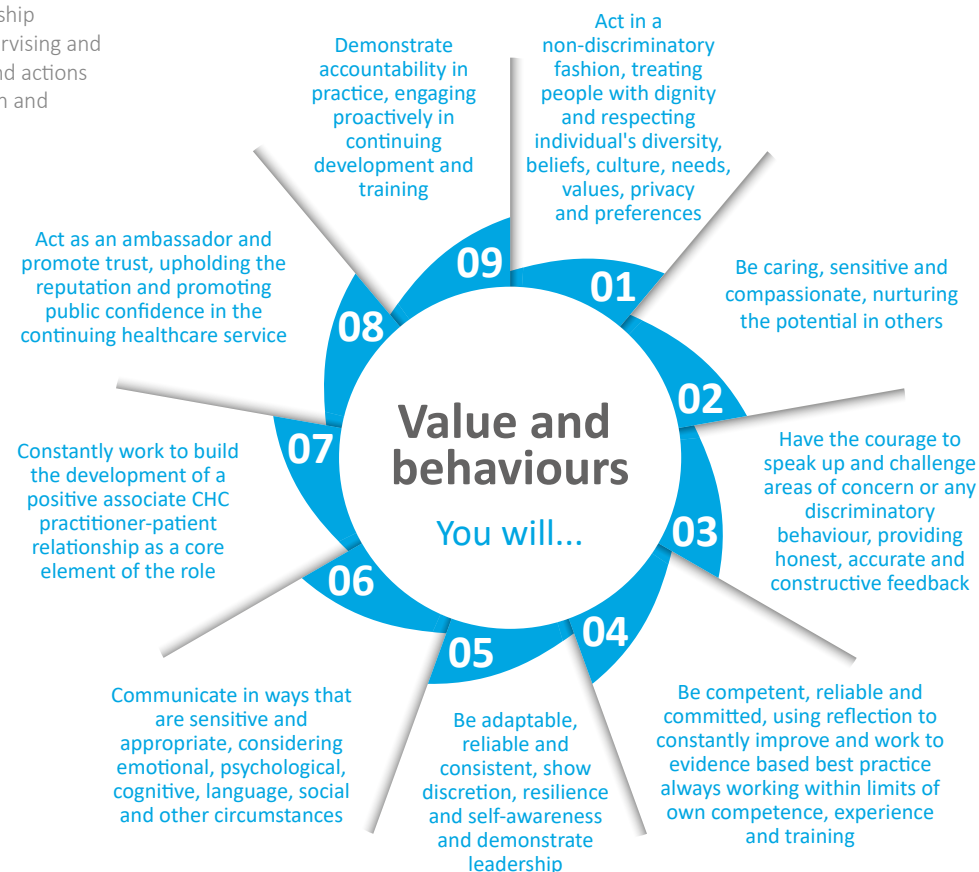 ship
rvising and
nd actions
n and
Value and
behaviours
You will...
01
Act in a
non-discriminatory
fashion, treating
people with dignity
and respecting
individual's diversity,
beliefs, culture, needs,
values, privacy
and preferences
02
Be caring, sensitive and
compassionate, nurturing
the potential in others
03
Have the courage to
speak up and challenge
areas of concern or any
discriminatory
behaviour, providing
honest, accurate and
constructive feedback
04
Be competent, reliable and
committed, using reflection to
constantly improve and work to
evidence based best practice
always working within limits of
own competence, experience
and training
05
Be adaptable,
reliable and
consistent, show
discretion, resilience
and self-awareness
and demonstrate
leadership
06
Communicate in ways that
are sensitive and
appropriate, considering
emotional, psychological,
cognitive, language, social
and other circumstances
07
Constantly work to build
the development of a
positive associate CHC
practitioner-patient
relationship as a core
element of the role
08
Act as an ambassador and
promote trust, upholding the
reputation and promoting
public confidence in the
continuing healthcare service
09
Demonstrate
accountability in
practice, engaging
proactively in
continuing
development and
training